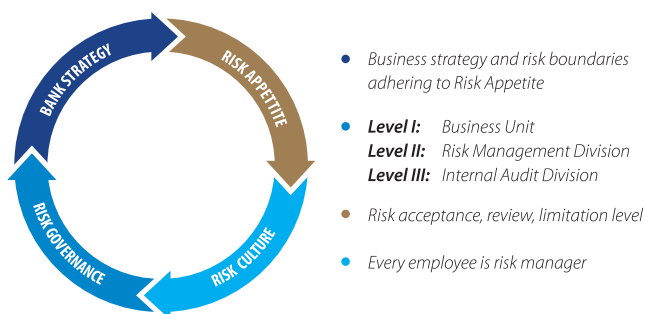 BANK STRATEGY
RISK APPETTITE
RISK CULTURE
RISK GOVERNANCE
Business strategy and risk boundaries
adhering to Risk Appetite
Level I: Business Unit
Level II: Risk Management Division
Level III: Internal Audit Division
Risk acceptance, review, limitation level
Every employee is risk manager